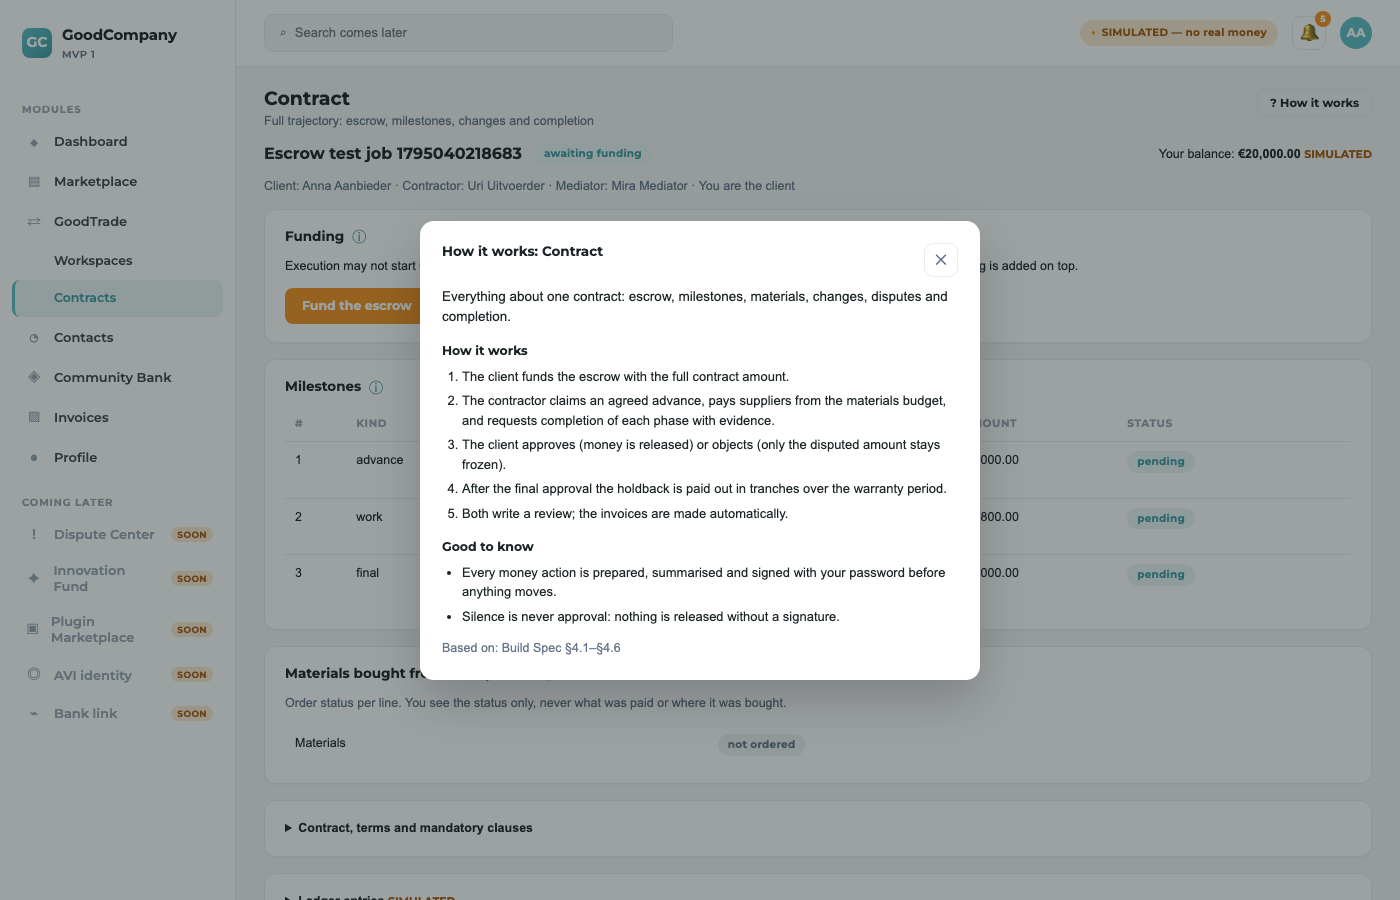 GC
GoodCompany
MVP 1
MODULES
Dashboard
Marketplace
GoodTrade
Workspaces
Contracts
Contacts
Community Bank
Invoices
Profile
COMING LATER
! Dispute Center SOON
Innovation Fund SOON
Plugin Marketplace SOON
AVI identity SOON
Bank link SOON
Search comes later
SIMULATED — no real money
5
AA
Contract
? How it works
Full trajectory: escrow, milestones, changes and completion
Escrow test job 1795040218683 awaiting funding
Your balance: €20,000.00 SIMULATED
Client: Anna Aanbieder · Contractor: Uri Uitvoerder · Mediator: Mira Mediator · You are the client
Funding ⓘ
Execution may not start
g is added on top.
Fund the escrow
Milestones ⓘ
# KIND STATUS
1 advance 000.00 pending
2 work 800.00 pending
3 final 000.00 pending
How it works: Contract
Everything about one contract: escrow, milestones, materials, changes, disputes and
completion.
How it works
1. The client funds the escrow with the full contract amount.
2. The contractor claims an agreed advance, pays suppliers from the materials budget,
and requests completion of each phase with evidence.
3. The client approves (money is released) or objects (only the disputed amount stays
frozen).
4. After the final approval the holdback is paid out in tranches over the warranty period.
5. Both write a review; the invoices are made automatically.
Good to know
• Every money action is prepared, summarised and signed with your password before
anything moves.
• Silence is never approval: nothing is released without a signature.
Based on: Build Spec §4.1–§4.6
Materials bought
Order status per line. You see the status only, never what was paid or where it was bought.
Materials not ordered
Contract, terms and mandatory clauses
Ledger entries SIMULATED